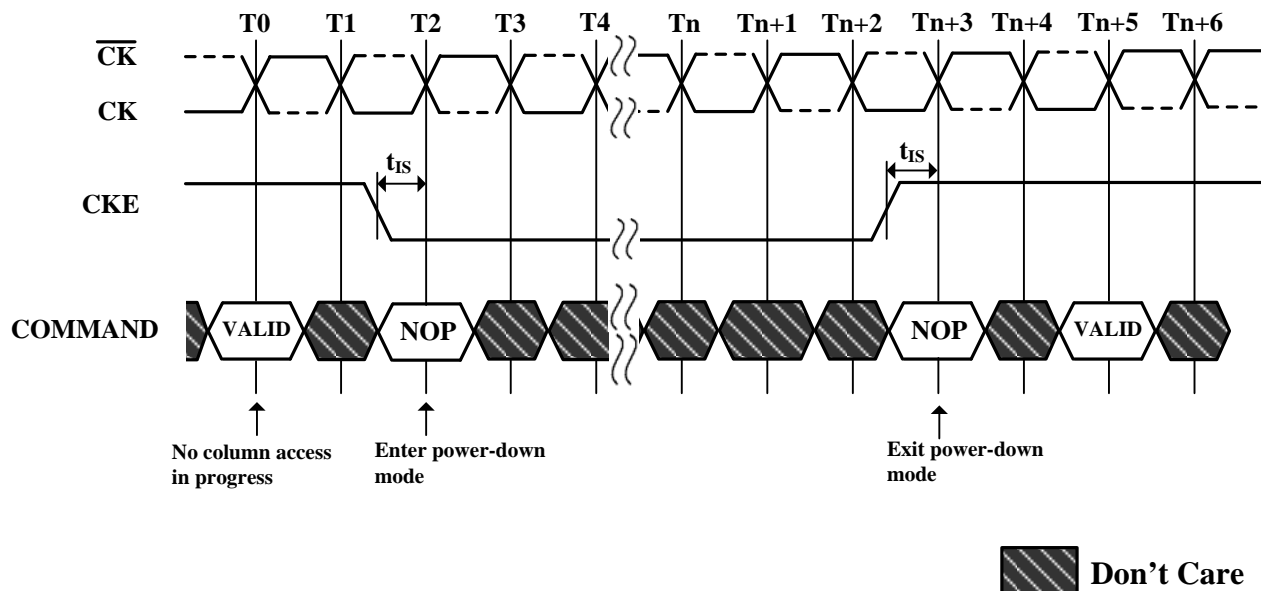 T0 T1 T2 T3 T4 Tn Tn+1 Tn+2 Tn+3 Tn+4 Tn+5 Tn+6
CK
CK
tIS tIS
CKE
COMMAND VALID NOP NOP VALID
No column access
in progress
Enter power-down
mode
Exit power-down
mode
Don't Care